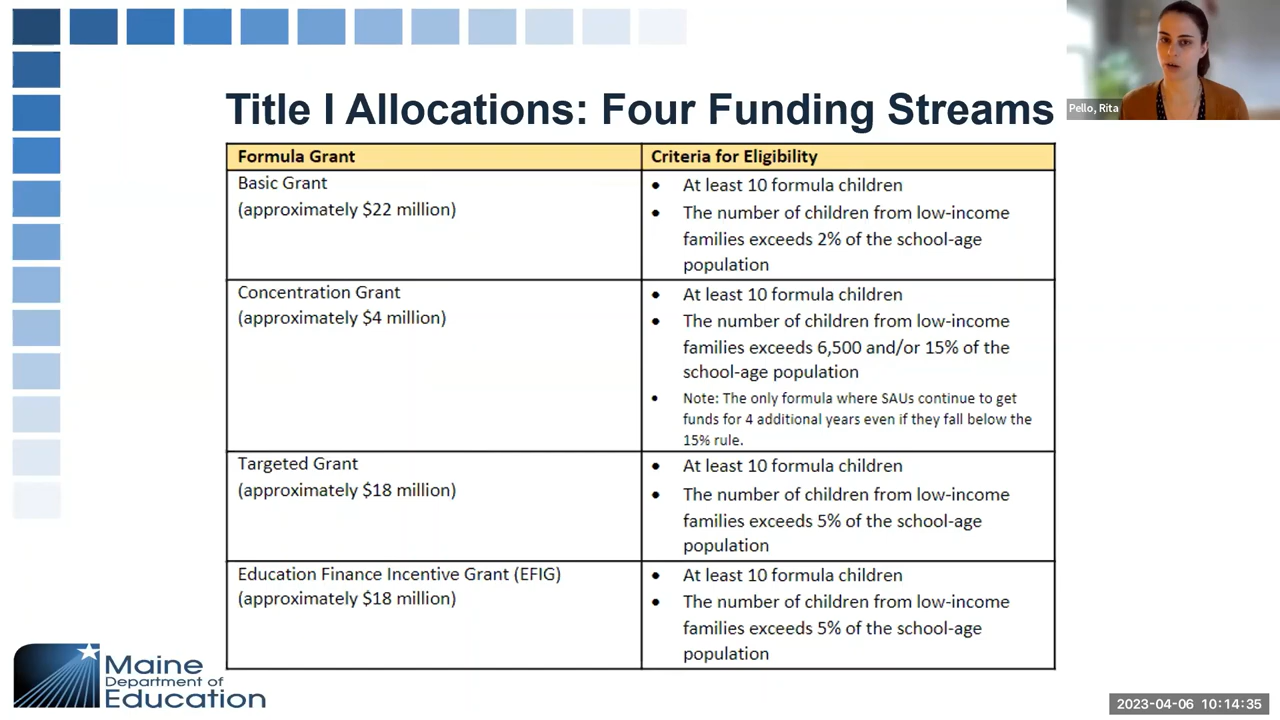 Title I Allocations: Four Funding Streams
Pello, Rita
Formula Grant
Criteria for Eligibility
Basic Grant
(approximately $22 million)
• At least 10 formula children
• The number of children from low-income
families exceeds 2% of the school-age
population
Concentration Grant
(approximately $4 million)
• At least 10 formula children
• The number of children from low-income
families exceeds 6,500 and/or 15% of the
school-age population
• Note: The only formula where SAUs continue to get
funds for 4 additional years even if they fall below the
15% rule.
Targeted Grant
(approximately $18 million)
• At least 10 formula children
• The number of children from low-income
families exceeds 5% of the school-age
population
Education Finance Incentive Grant (EFIG)
(approximately $18 million)
• At least 10 formula children
• The number of children from low-income
families exceeds 5% of the school-age
population
Maine
Department of
Education
2023-04-06 10:14:35